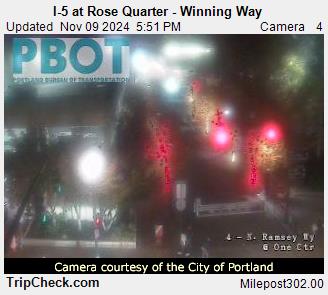 I-5 at Rose Quarter - Winning Way
Updated Nov 09 2024 5:51 PM Camera 4
PBOT
PORTLAND BUREAU OF TRANSPORTATION
4 - N. Ramsey Wy
@ One Ctr
Camera courtesy of the City of Portland
TripCheck.com Milepost302.00